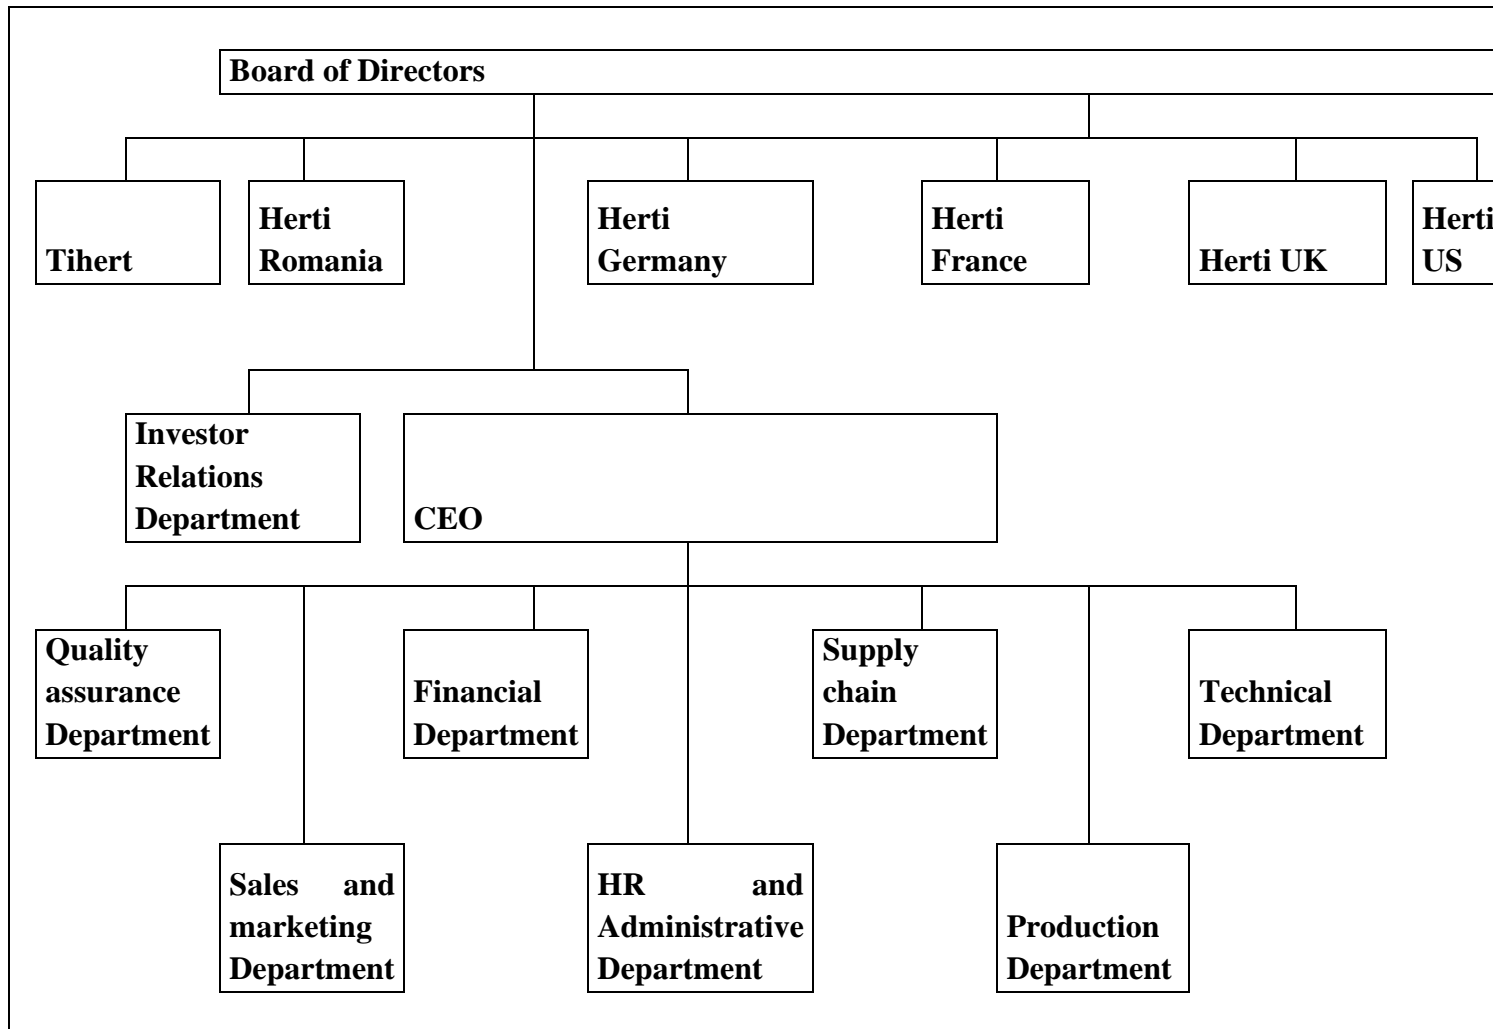 Board of Directors
Tihert
Herti
Romania
Herti
Germany
Herti
France
Herti UK
Herti
US
Investor
Relations
Department
CEO
Quality
assurance
Department
Financial
Department
Supply
chain
Department
Technical
Department
Sales and
marketing
Department
HR and
Administrative
Department
Production
Department